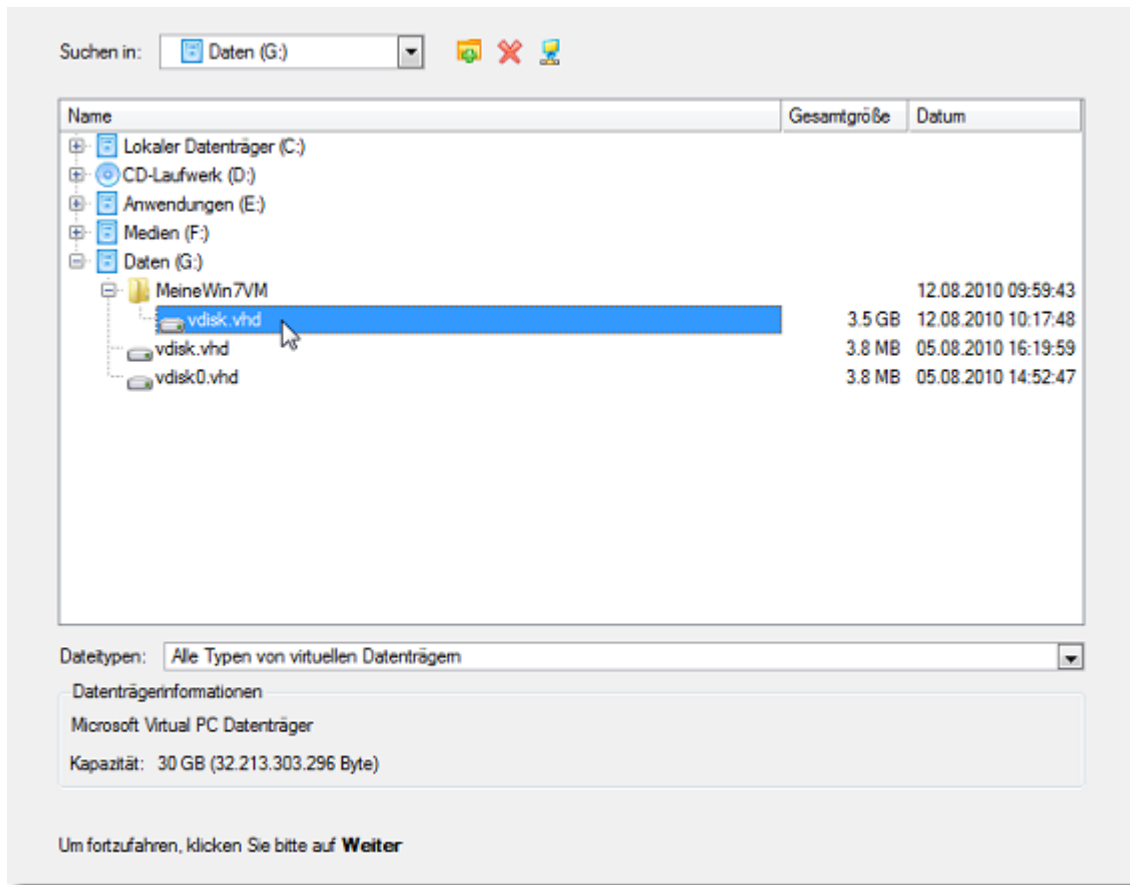 Suchen in: Daten (G:)
Name Gesamtgröße Datum
Lokaler Datenträger (C:)
CD-Laufwerk (D:)
Anwendungen (E:)
Medien (F:)
Daten (G:)
MeineWin7VM 12.08.2010 09:59:43
vdisk.vhd 3.5 GB 12.08.2010 10:17:48
vdisk.vhd 3.8 MB 05.08.2010 16:19:59
vdisk0.vhd 3.8 MB 05.08.2010 14:52:47
Dateitypen: Alle Typen von virtuellen Datenträgern
Datenträgerinformationen
Microsoft Virtual PC Datenträger
Kapazität: 30 GB (32.213.303.296 Byte)
Um fortzufahren, klicken Sie bitte auf Weiter